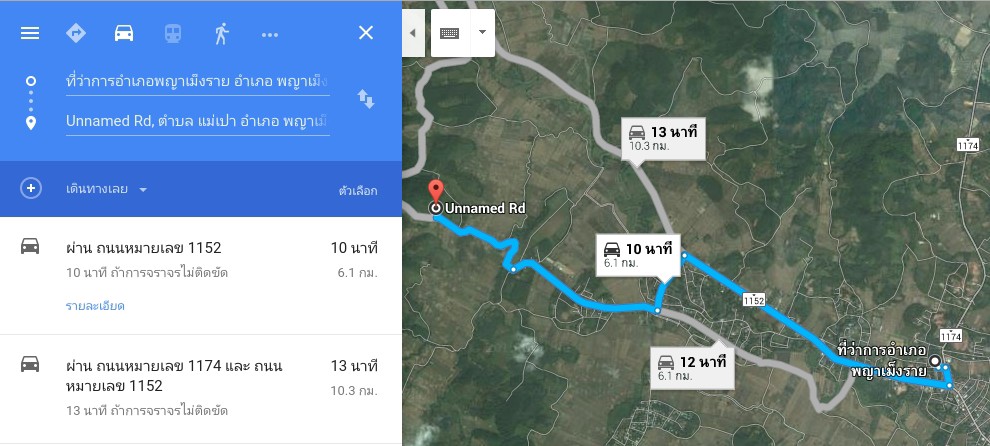 ที่ว่าการอำเภอพญาเม็งราย อำเภอ พญาเม็ง
Unnamed Rd, ตำบล แม่เปา อำเภอ พญาเม็
เดินทางเลย
ตัวเลือก
ผ่าน ถนนหมายเลข 1152
10 นาที
10 นาที ถ้าการจราจรไม่ติดขัด
6.1 กม.
รายละเอียด
ผ่าน ถนนหมายเลข 1174 และ ถนน
หมายเลข 1152
13 นาที
10.3 กม.
13 นาที ถ้าการจราจรไม่ติดขัด
13 นาที
10.3 กม.
1174
Unnamed Rd
10 นาที
6.1 กม.
1152
1174
ที่ว่าการอำเภอ
พญาเม็งราย
12 นาที
6.1 กม.